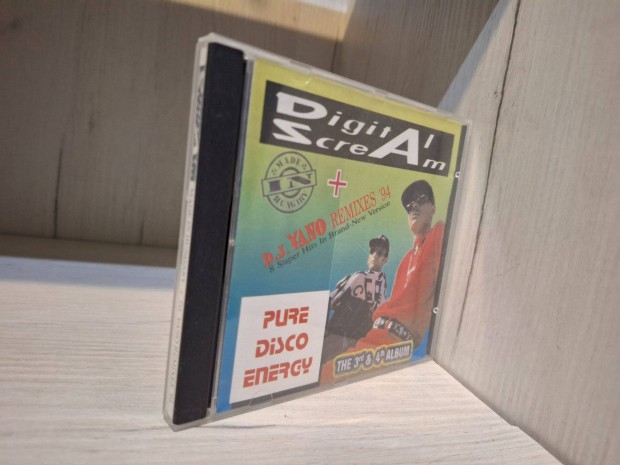 Digital
Scream
MADE
IN
HUNGARY
+
D.J. YANO REMIXES '94
8 Super Hits In Brand-New Version
PURE
DISCO
ENERGY
THE 3rd & 4th ALBUM